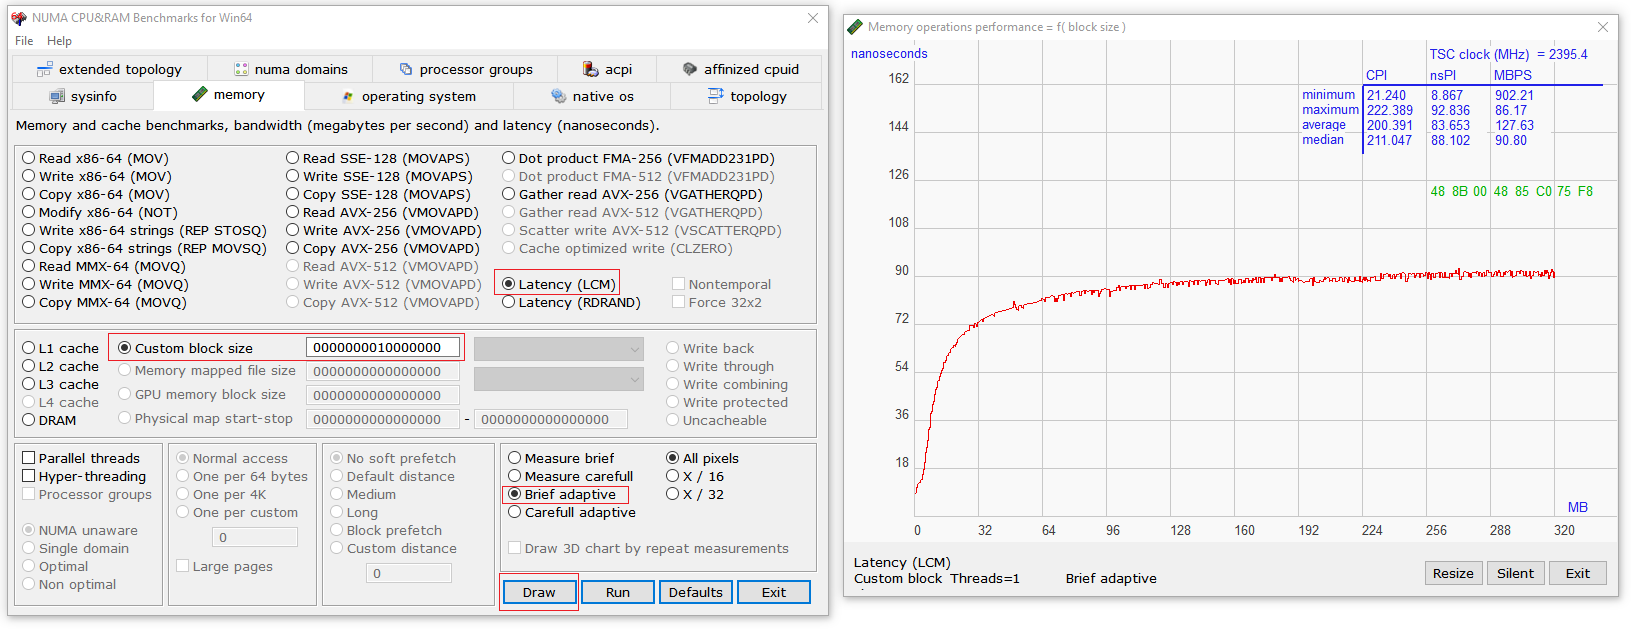 NUMA CPU&RAM Benchmarks for Win64
File Help
extended topology numa domains processor groups acpi affinized cpuid
sysinfo memory operating system native os topology
Memory and cache benchmarks, bandwidth (megabytes per second) and latency (nanoseconds).
Read x86-64 (MOV) Read SSE-128 (MOVAPS) Dot product FMA-256 (VFMADD231PD)
Write x86-64 (MOV) Write SSE-128 (MOVAPS) Dot product FMA-512 (VFMADD231PD)
Copy x86-64 (MOV) Copy SSE-128 (MOVAPS) Gather read AVX-256 (VGATHERQPD)
Modify x86-64 (NOT) Read AVX-256 (VMOVAPD) Gather read AVX-512 (VGATHERQPD)
Write x86-64 strings (REP STOSQ) Write AVX-256 (VMOVAPD) Scatter write AVX-512 (VSCATTERQPD)
Copy x86-64 strings (REP MOVSQ) Copy AVX-256 (VMOVAPD) Cache optimized write (CLZERO)
Read MMX-64 (MOVQ) Read AVX-512 (VMOVAPD)
Write MMX-64 (MOVQ) Write AVX-512 (VMOVAPD) Latency (LCM) Nontemporal
Copy MMX-64 (MOVQ) Copy AVX-512 (VMOVAPD) Latency (RDRAND) Force 32x2
L1 cache Custom block size 0000000010000000 Write back
L2 cache Memory mapped file size 0000000000000000 Write through
L3 cache GPU memory block size 0000000000000000 Write combining
L4 cache Physical map start-stop 0000000000000000 - 0000000000000000 Write protected
DRAM Uncacheable
Parallel threads Normal access No soft prefetch Measure brief All pixels
Hyper-threading One per 64 bytes Default distance Measure carefull X / 16
Processor groups One per 4K Medium Brief adaptive X / 32
One per custom Long Carefull adaptive
NUMA unaware 0 Block prefetch
Single domain Custom distance Draw 3D chart by repeat measurements
Optimal Large pages 0
Non optimal
Draw Run Defaults Exit
Memory operations performance = f( block size )
nanoseconds TSC clock (MHz) = 2395.4
CPI nsPI MBPS
minimum 21.240 8.867 902.21
maximum 222.389 92.836 86.17
average 200.391 83.653 127.63
median 211.047 88.102 90.80
48 8B 00 48 85 C0 75 F8
162
144
126
108
90
72
54
36
18
MB
0 32 64 96 128 160 192 224 256 288 320
Latency (LCM)
Custom block Threads=1 Brief adaptive
Resize Silent Exit